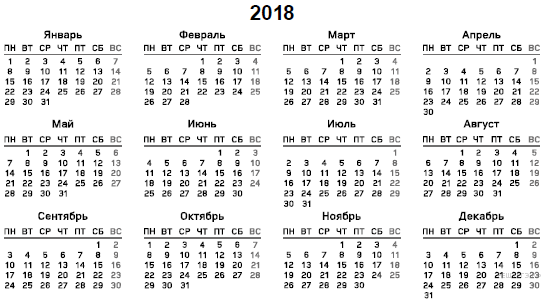 2018
Январь
ПН ВТ СР ЧТ ПТ СБ ВС
1 2 3 4 5 6 7
8 9 10 11 12 13 14
15 16 17 18 19 20 21
22 23 24 25 26 27 28
29 30 31
Февраль
ПН ВТ СР ЧТ ПТ СБ ВС
1 2 3 4
5 6 7 8 9 10 11
12 13 14 15 16 17 18
19 20 21 22 23 24 25
26 27 28
Март
ПН ВТ СР ЧТ ПТ СБ ВС
1 2 3 4
5 6 7 8 9 10 11
12 13 14 15 16 17 18
19 20 21 22 23 24 25
26 27 28 29 30 31
Апрель
ПН ВТ СР ЧТ ПТ СБ ВС
1
2 3 4 5 6 7 8
9 10 11 12 13 14 15
16 17 18 19 20 21 22
23 24 25 26 27 28 29
30
Май
ПН ВТ СР ЧТ ПТ СБ ВС
1 2 3 4 5 6
7 8 9 10 11 12 13
14 15 16 17 18 19 20
21 22 23 24 25 26 27
28 29 30 31
Июнь
ПН ВТ СР ЧТ ПТ СБ ВС
1 2 3
4 5 6 7 8 9 10
11 12 13 14 15 16 17
18 19 20 21 22 23 24
25 26 27 28 29 30
Июль
ПН ВТ СР ЧТ ПТ СБ ВС
1
2 3 4 5 6 7 8
9 10 11 12 13 14 15
16 17 18 19 20 21 22
23 24 25 26 27 28 29
30 31
Август
ПН ВТ СР ЧТ ПТ СБ ВС
1 2 3 4 5
6 7 8 9 10 11 12
13 14 15 16 17 18 19
20 21 22 23 24 25 26
27 28 29 30 31
Сентябрь
ПН ВТ СР ЧТ ПТ СБ ВС
1 2
3 4 5 6 7 8 9
10 11 12 13 14 15 16
17 18 19 20 21 22 23
24 25 26 27 28 29 30
Октябрь
ПН ВТ СР ЧТ ПТ СБ ВС
1 2 3 4 5 6 7
8 9 10 11 12 13 14
15 16 17 18 19 20 21
22 23 24 25 26 27 28
29 30 31
Ноябрь
ПН ВТ СР ЧТ ПТ СБ ВС
1 2 3 4
5 6 7 8 9 10 11
12 13 14 15 16 17 18
19 20 21 22 23 24 25
26 27 28 29 30
Декабрь
ПН ВТ СР ЧТ ПТ СБ ВС
1 2
3 4 5 6 7 8 9
10 11 12 13 14 15 16
17 18 19 20 21 22 23
24 25 26 27 28 29 30
31